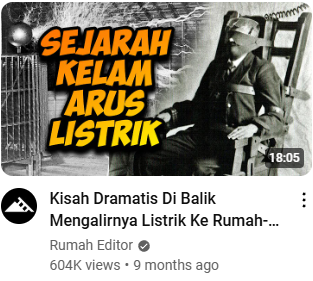 SEJARAH
KELAM
ARUS
LISTRIK
18:05
Kisah Dramatis Di Balik
Mengalirnya Listrik Ke Rumah-...
Rumah Editor
604K views • 9 months ago